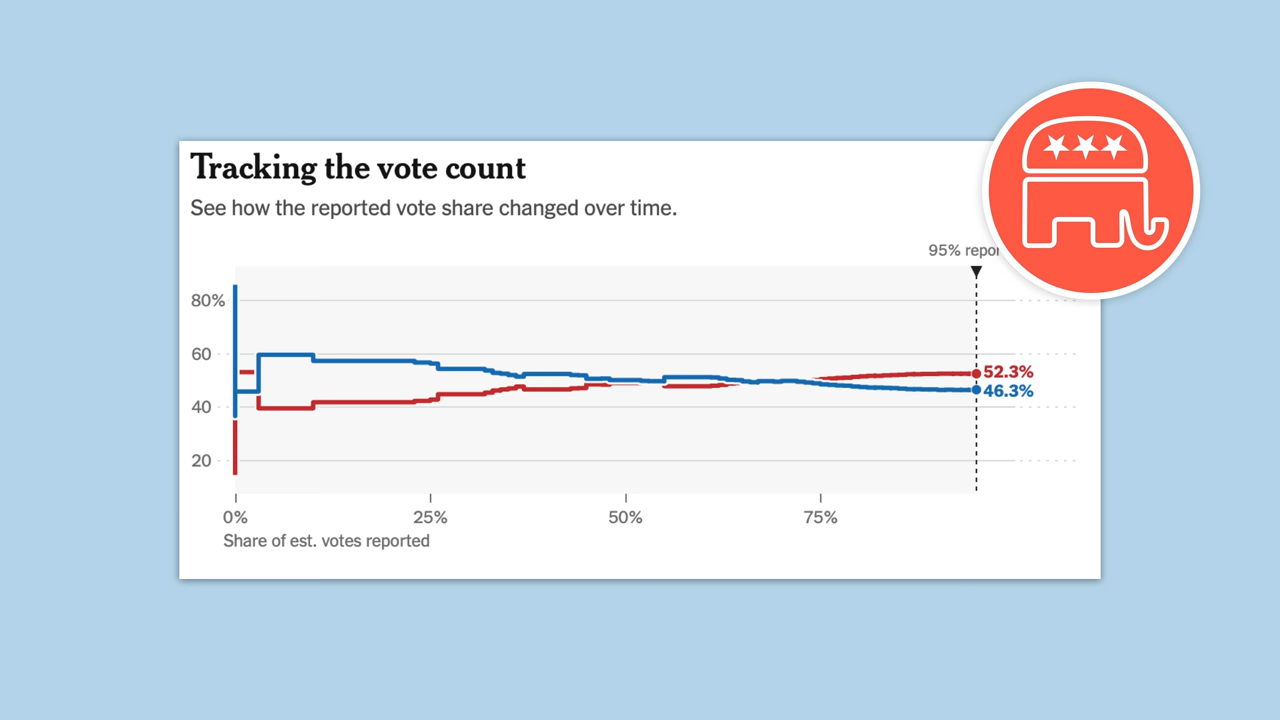 Tracking the vote count
See how the reported vote share changed over time.
95%
80%
60
40
20
52.3%
46.3%
0% 25% 50% 75%
Share of est. votes reported